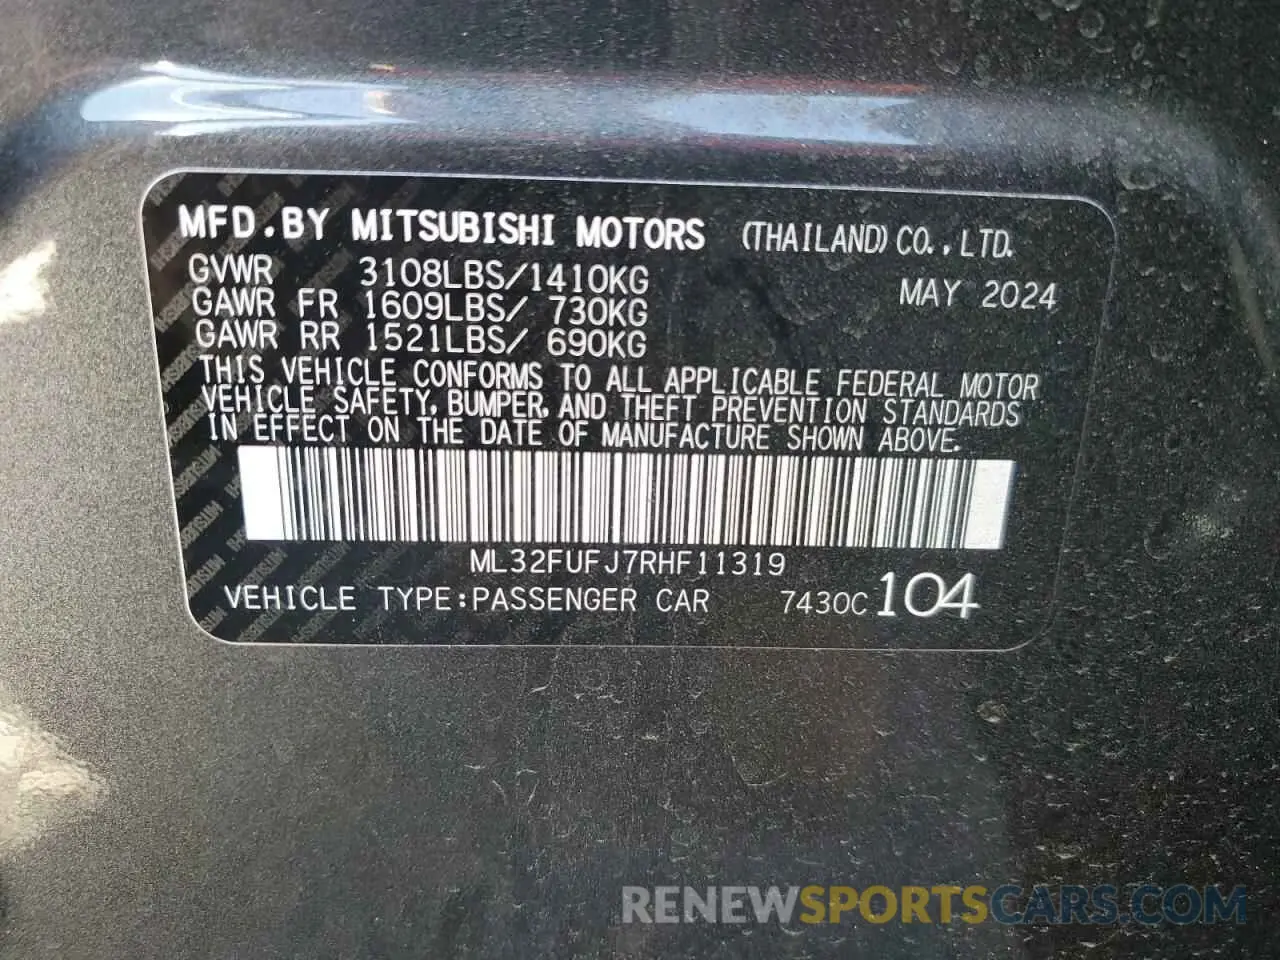 MFD.BY MITSUBISHI MOTORS (THAILAND) CO., LTD.
GVWR 3108LBS/1410KG MAY 2024
GAWR FR 1609LBS/ 730KG
GAWR RR 1521LBS/ 690KG
THIS VEHICLE CONFORMS TO ALL APPLICABLE FEDERAL MOTOR
VEHICLE SAFETY, BUMPER, AND THEFT PREVENTION STANDARDS
IN EFFECT ON THE DATE OF MANUFACTURE SHOWN ABOVE.
ML32FUFJ7RHF11319
VEHICLE TYPE:PASSENGER CAR 7430C 104
RENEWSPORTSCARS.COM